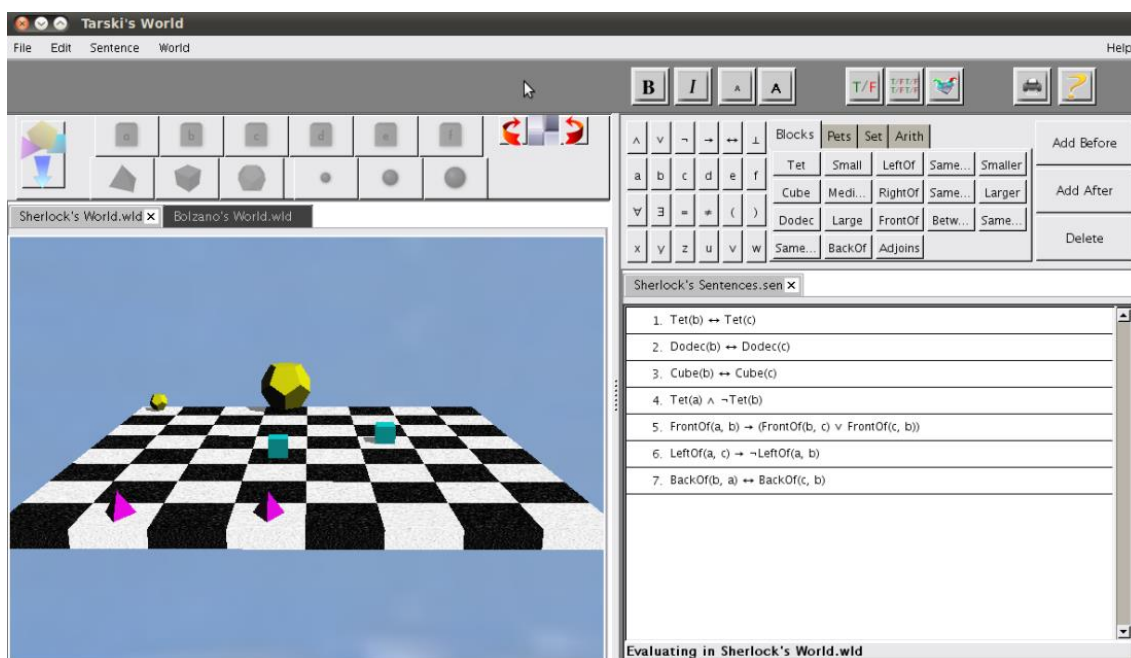 Tarski's World
File Edit Sentence World Help
B I A A T/F T/FT/F
T/FT/F
a b c d e f
∧ ∨ ¬ → ↔ ⊥ Blocks Pets Set Arith Add Before
a b c d e f Tet Small LeftOf Same... Smaller
Cube Medi... RightOf Same... Larger Add After
∀ ∃ = ≠ ( ) Dodec Large FrontOf Betw... Same...
x y z u v w Same... BackOf Adjoins Delete
Sherlock's World.wld Bolzano's World.wld
Sherlock's Sentences.sen
1. Tet(b) ↔ Tet(c)
2. Dodec(b) ↔ Dodec(c)
3. Cube(b) ↔ Cube(c)
4. Tet(a) ∧ ¬Tet(b)
5. FrontOf(a, b) → (FrontOf(b, c) ∨ FrontOf(c, b))
6. LeftOf(a, c) → ¬LeftOf(a, b)
7. BackOf(b, a) ↔ BackOf(c, b)
Evaluating in Sherlock's World.wld